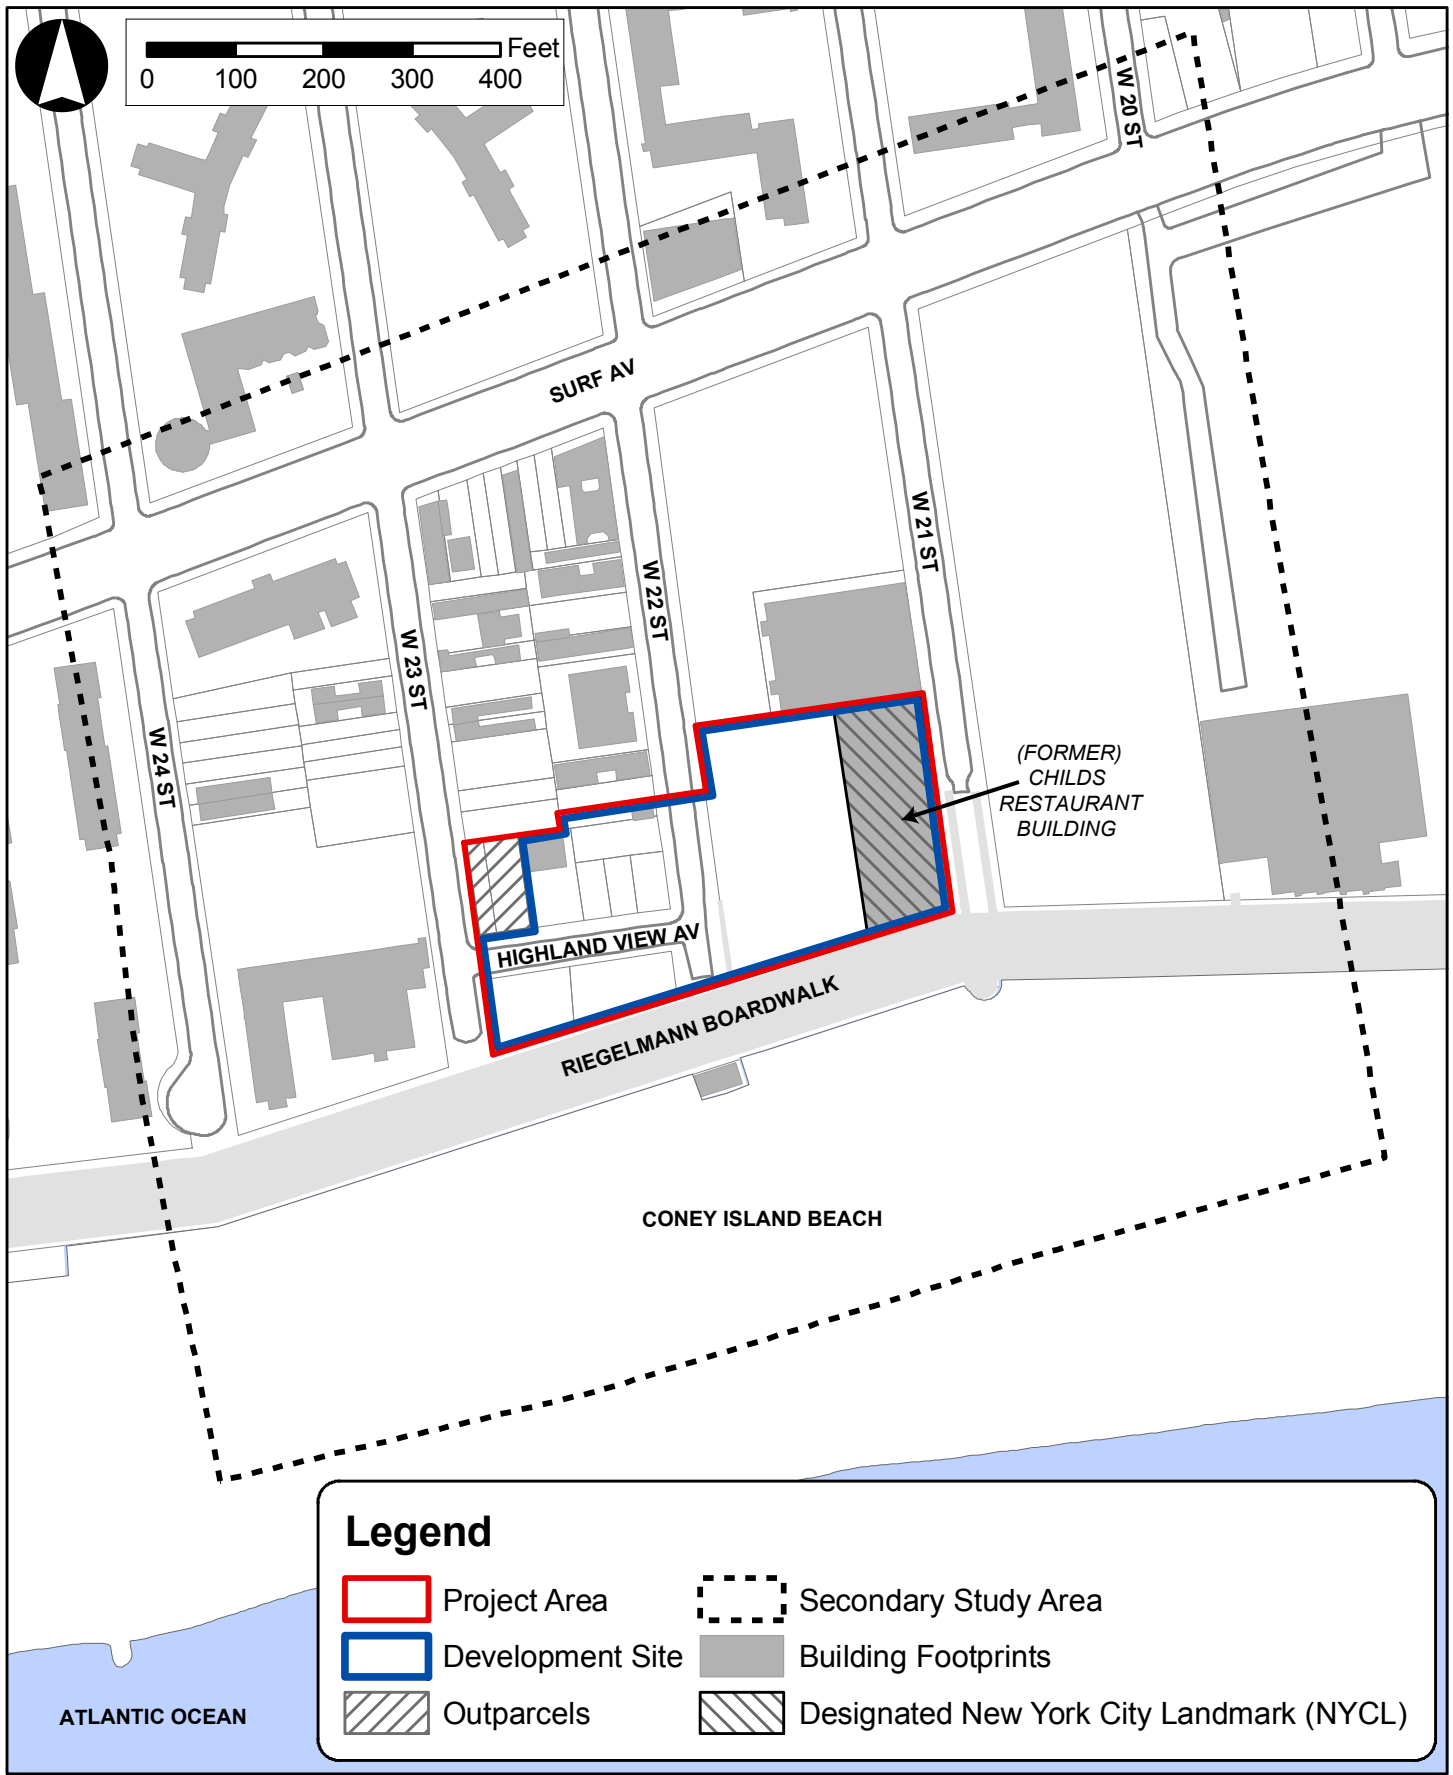 Feet
0 100 200 300 400
W 20 ST
SURF AV
W 21 ST
W 22 ST
W 23 ST
W 24 ST
(FORMER)
CHILDS
RESTAURANT
BUILDING
HIGHLAND VIEW AV
RIEGELMANN BOARDWALK
CONEY ISLAND BEACH
Legend
Project Area
Secondary Study Area
Development Site
Building Footprints
Outparcels
Designated New York City Landmark (NYCL)
ATLANTIC OCEAN